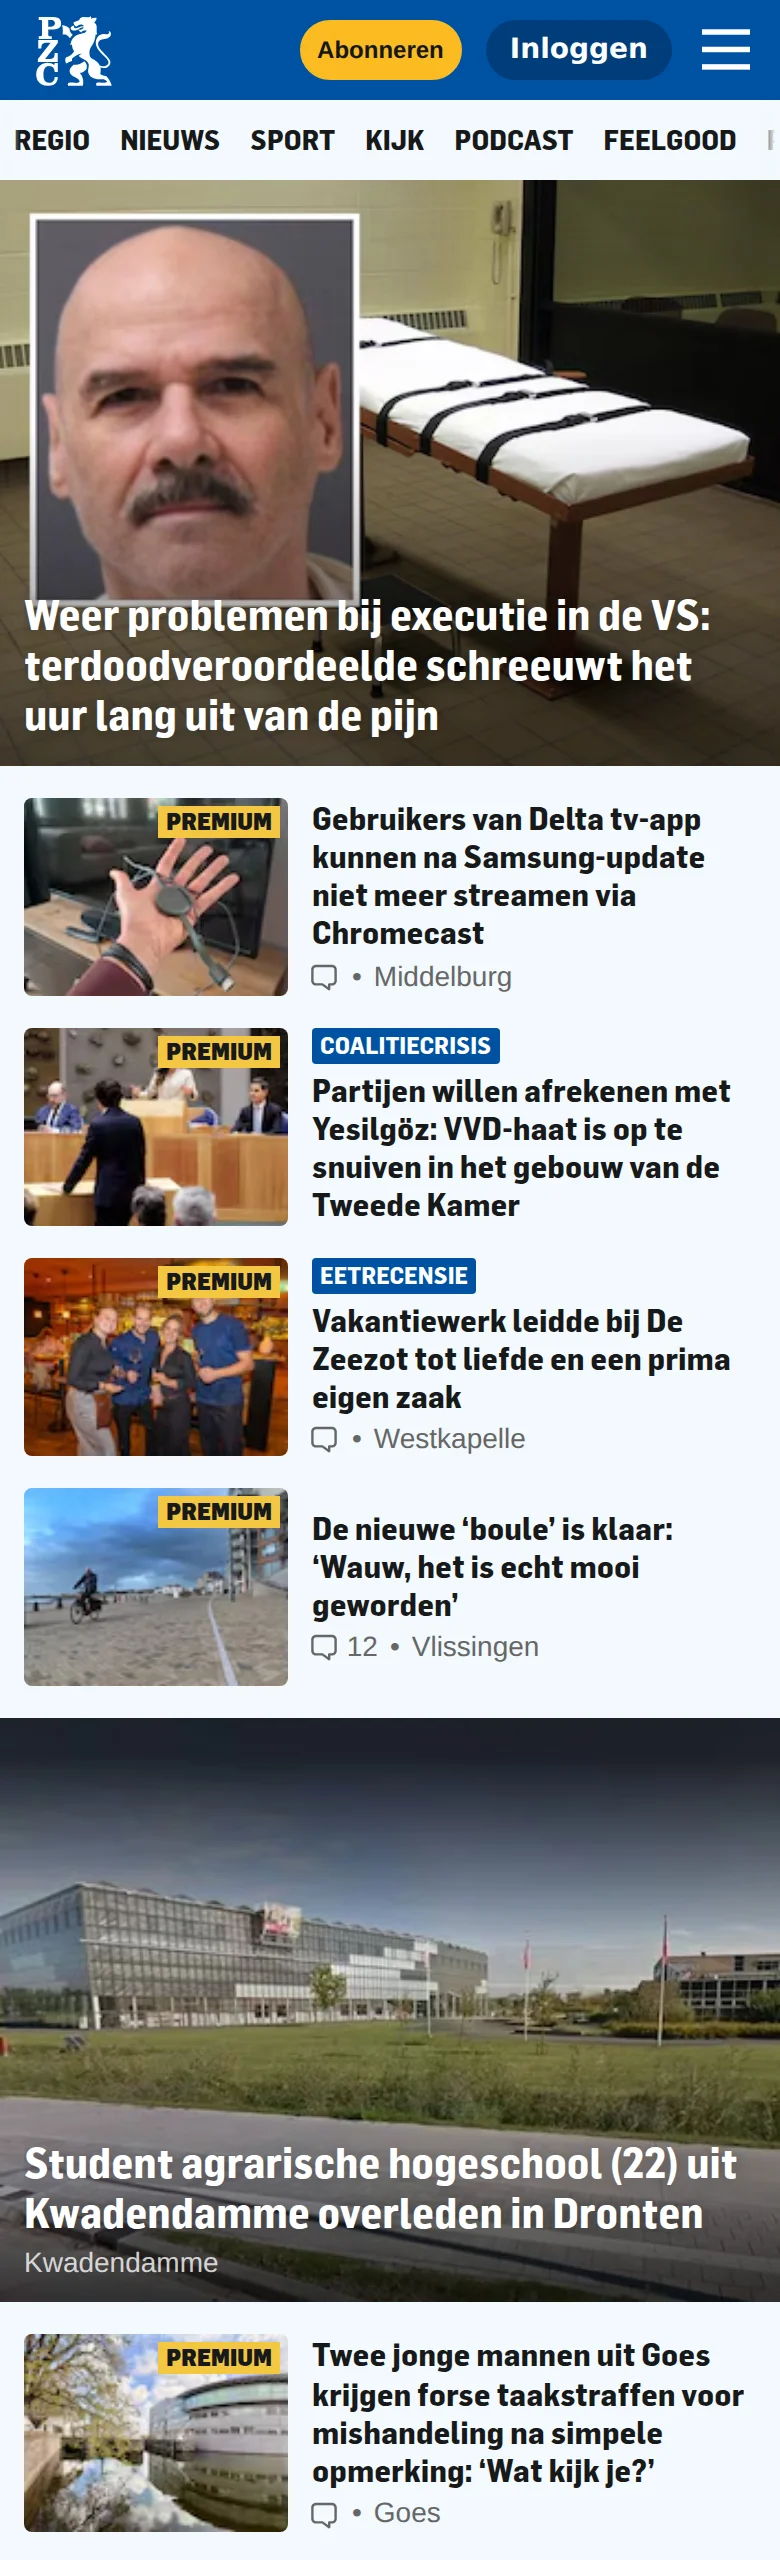 PZC
Abonneren
Inloggen
REGIO NIEUWS SPORT KIJK PODCAST FEELGOOD
Weer problemen bij executie in de VS:
terdoodveroordeelde schreeuwt het
uur lang uit van de pijn
PREMIUM
Gebruikers van Delta tv-app
kunnen na Samsung-update
niet meer streamen via
Chromecast
• Middelburg
PREMIUM
COALITIECRISIS
Partijen willen afrekenen met
Yesilgöz: VVD-haat is op te
snuiven in het gebouw van de
Tweede Kamer
PREMIUM
EETRECENSIE
Vakantiewerk leidde bij De
Zeezot tot liefde en een prima
eigen zaak
• Westkapelle
PREMIUM
De nieuwe ‘boule’ is klaar:
‘Wauw, het is echt mooi
geworden’
12 • Vlissingen
Student agrarische hogeschool (22) uit
Kwadendamme overleden in Dronten
Kwadendamme
PREMIUM
Twee jonge mannen uit Goes
krijgen forse taakstraffen voor
mishandeling na simpele
opmerking: ‘Wat kijk je?’
• Goes